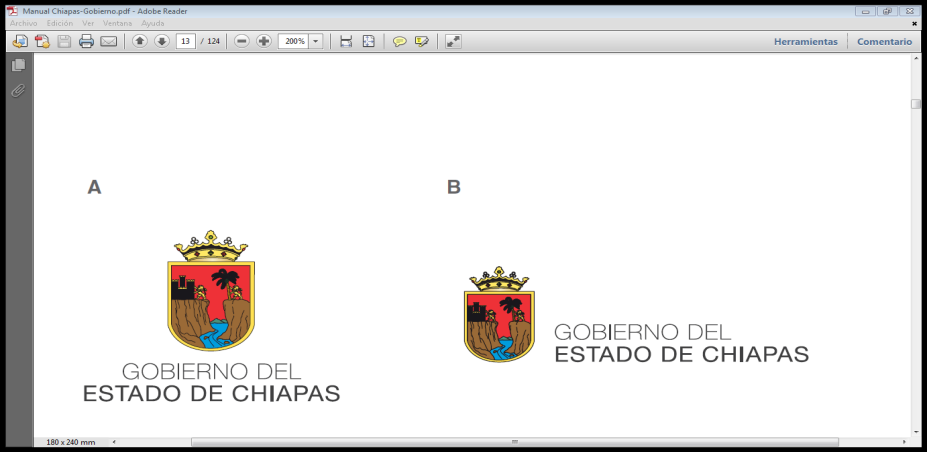 Manual Chiapas-Gobierno.pdf - Adobe Reader
Archivo Edición Ver Ventana Ayuda
13 / 124 200% Herramientas Comentario
A B
GOBIERNO DEL
ESTADO DE CHIAPAS
GOBIERNO DEL
ESTADO DE CHIAPAS
180 x 240 mm